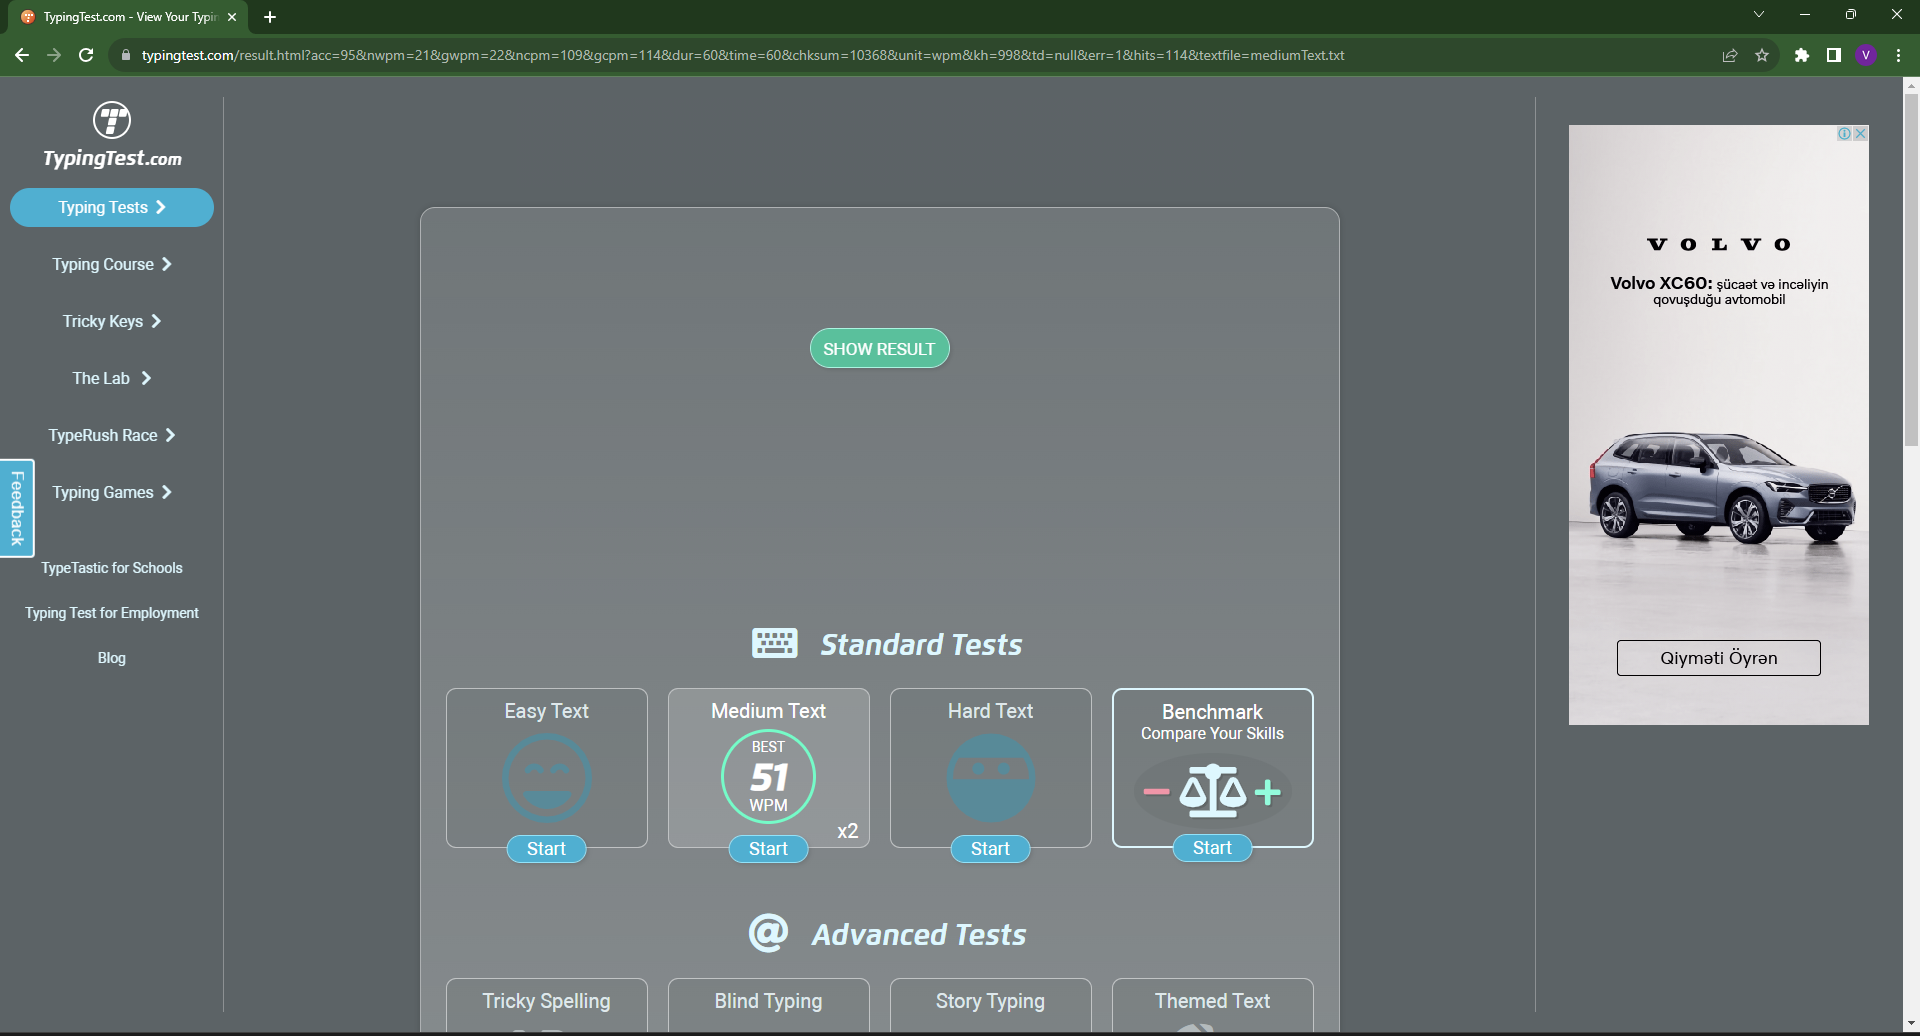 TypingTest.com - View Your Typin
typingtest.com/result.html?acc=95&nwpm=21&gwpm=22&ncpm=109&gcpm=114&dur=60&time=60&chksum=10368&unit=wpm&kh=998&td=null&err=1&hits=114&textfile=mediumText.txt
V
TypingTest.com
Typing Tests
Typing Course
Tricky Keys
The Lab
TypeRush Race
Typing Games
Feedback
TypeTastic for Schools
Typing Test for Employment
Blog
SHOW RESULT
Standard Tests
Easy Text
Start
Medium Text
BEST
51
WPM
x2
Start
Hard Text
Start
Benchmark
Compare Your Skills
Start
@ Advanced Tests
Tricky Spelling
Blind Typing
Story Typing
Themed Text
VOLVO
Volvo XC60: şücaət və incəliyin
qovuşduğu avtomobil
Qiyməti Öyrən